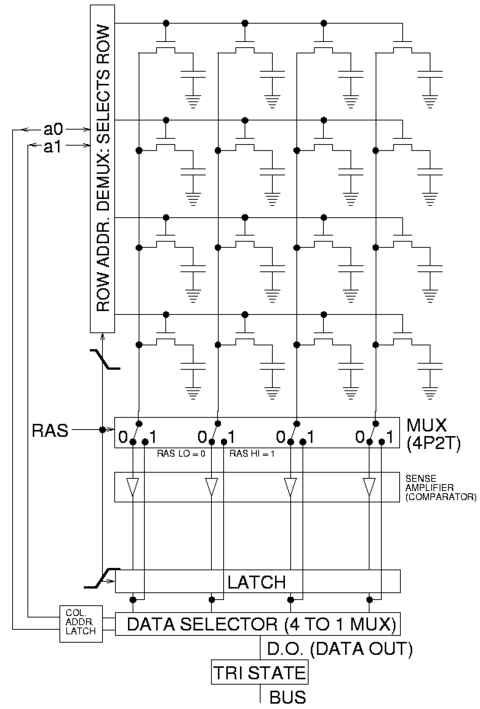 ROW ADDR. DEMUX: SELECTS ROW
a0
a1
RAS
0 1 0 1 0 1 0 1
MUX
(4P2T)
RAS LO = 0 RAS HI = 1
SENSE
AMPLIFIER
(COMPARATOR)
LATCH
COL.
ADDR.
LATCH
DATA SELECTOR (4 TO 1 MUX)
D.O. (DATA OUT)
TRI STATE
BUS